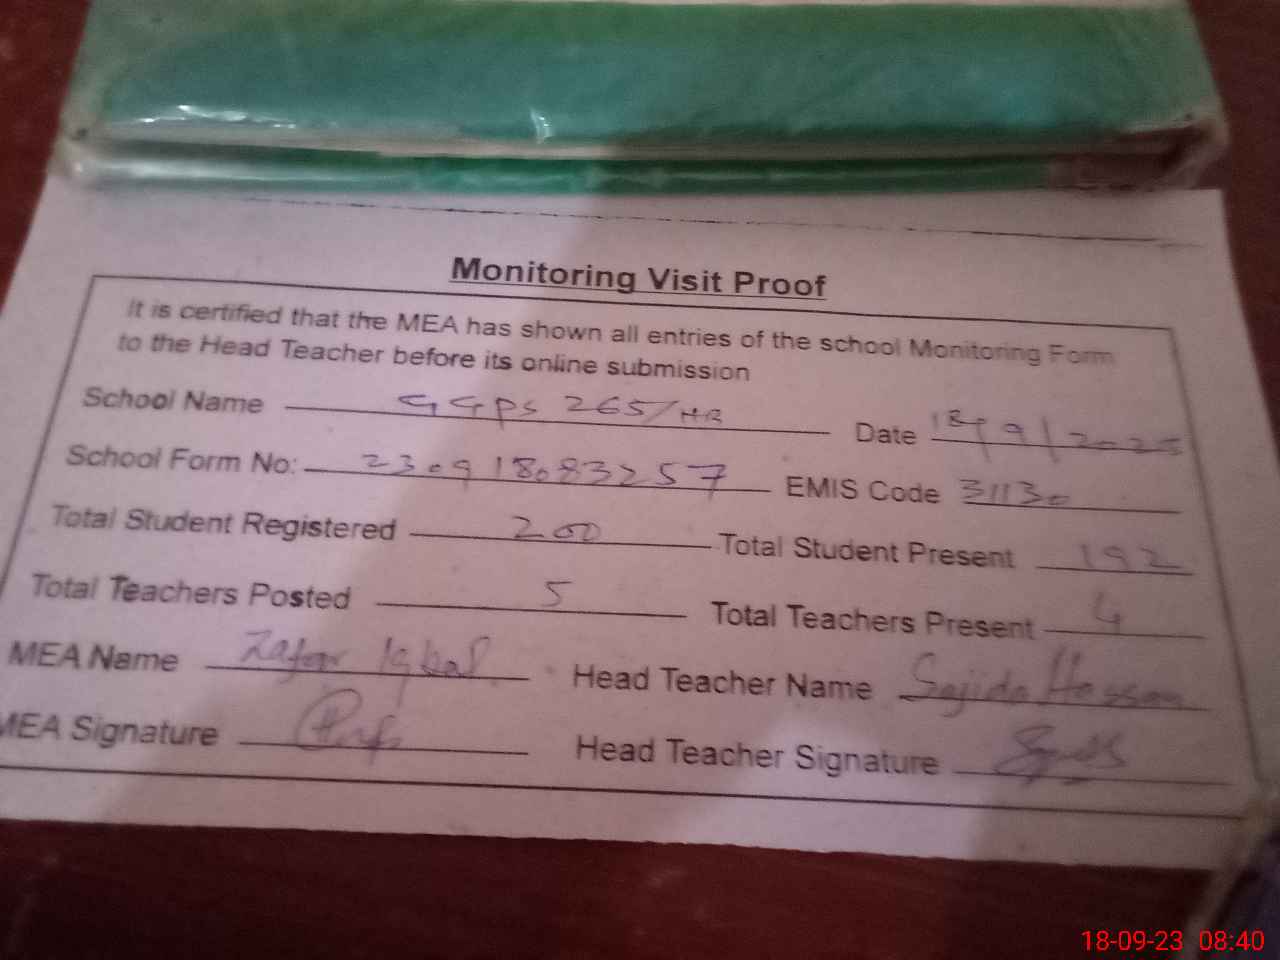 Monitoring Visit Proof
It is certified that the MEA has shown all entries of the school Monitoring Form
to the Head Teacher before its online submission
School Name GGPS 265/HR Date 18/9/2023
School Form No: 230918083257 EMIS Code 31130
Total Student Registered 200 Total Student Present 192
Total Teachers Posted 5 Total Teachers Present 4
MEA Name Zafar Iqbal Head Teacher Name Sajida Hassan
MEA Signature Head Teacher Signature
18-09-23 08:40